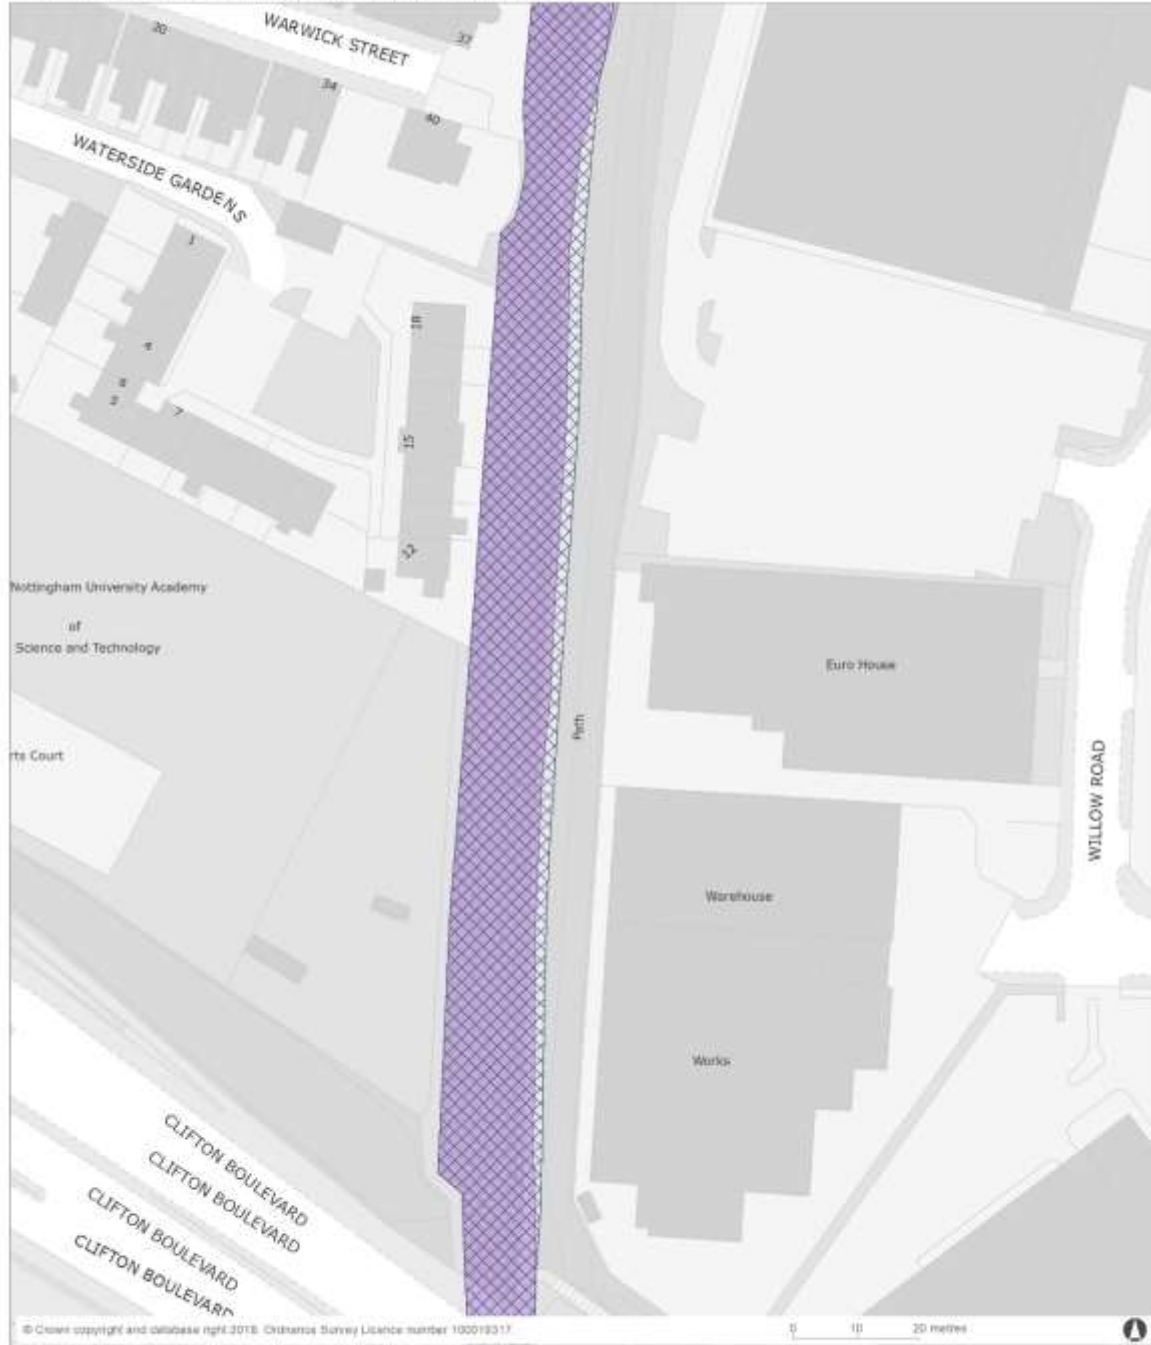 WARWICK STREET
30
37
34
40
WATERSIDE GARDENS
1
18
4
6
5
7
15
12
Nottingham University Academy
of
Science and Technology
Euro House
Path
rts Court
WILLOW ROAD
Warehouse
Works
CLIFTON BOULEVARD
CLIFTON BOULEVARD
CLIFTON BOULEVARD
CLIFTON BOULEVARD
© Crown copyright and database right 2018. Ordnance Survey Licence number 100019317.
0 10 20 metres